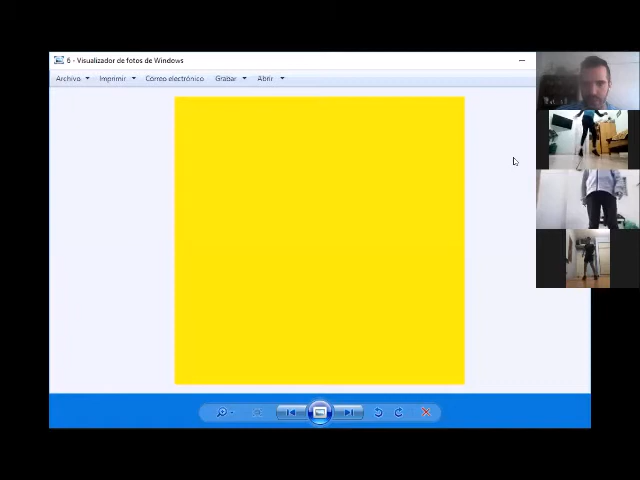 6 - Visualizador de fotos de Windows
Archivo Imprimir Correo electrónico Grabar Abrir